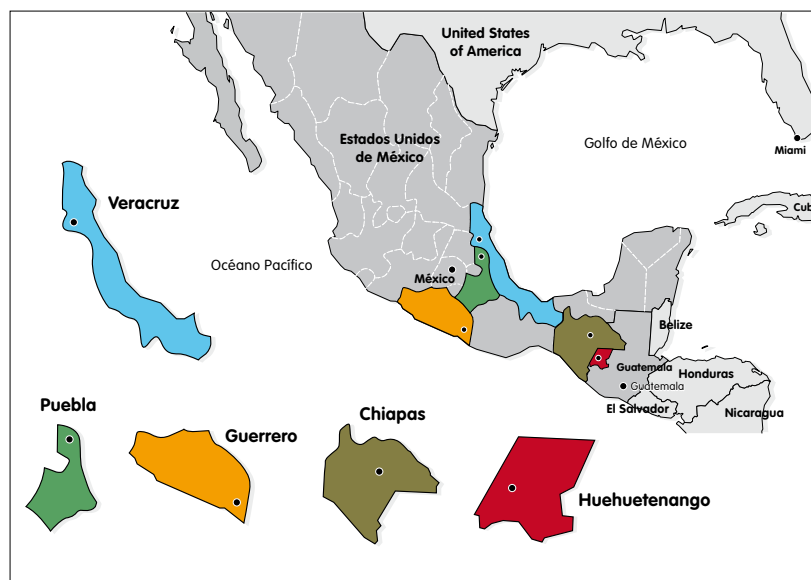 United States
of America
Estados Unidos
de México
Golfo de México
Miami
Veracruz
Cub
Océano Pacífico
México
Belize
Guatemala
Honduras
Guatemala
El Salvador
Nicaragua
Puebla
Guerrero
Chiapas
Huehuetenango